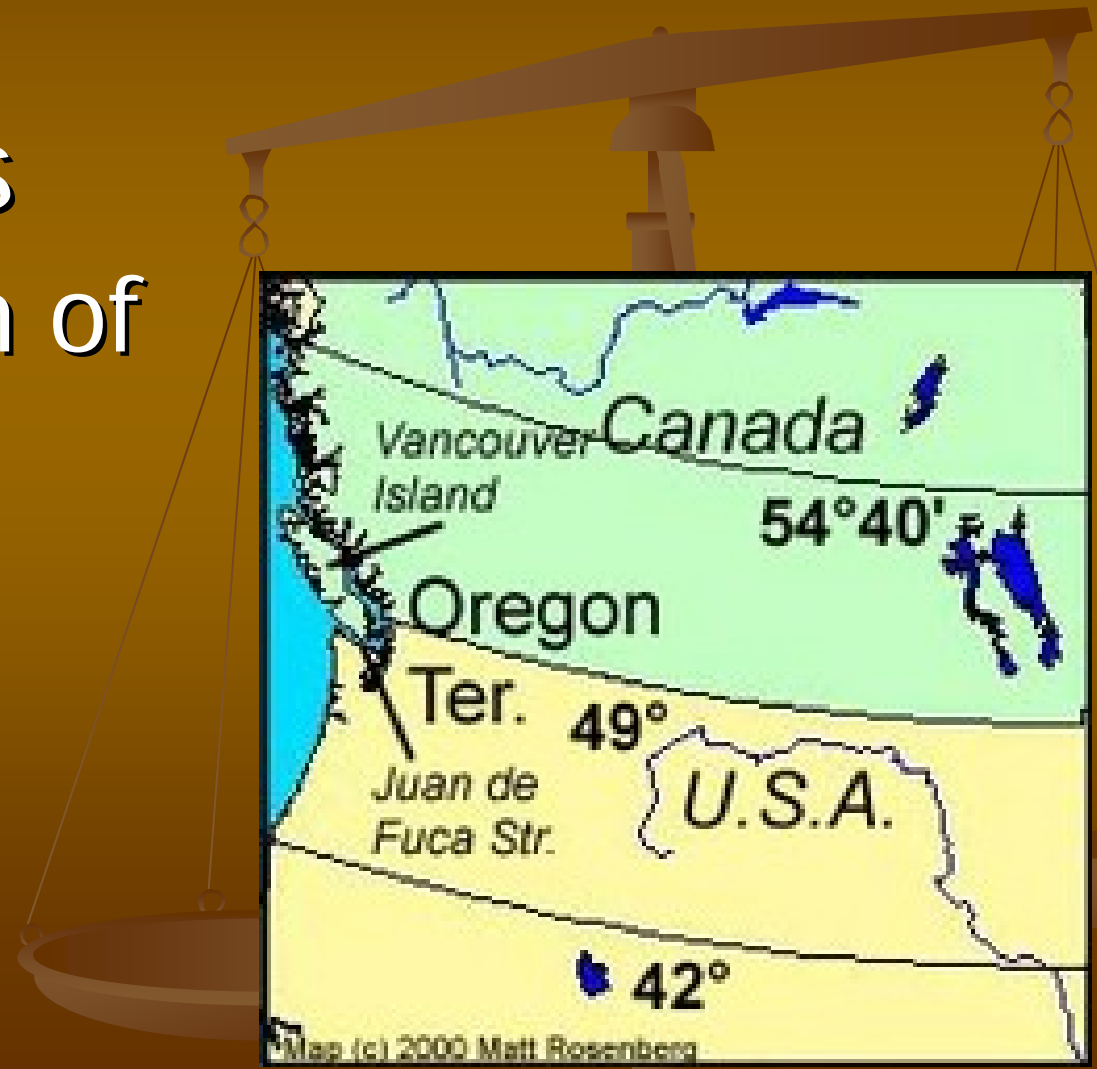 of
Canada
Vancouver
Island
54°40'
Oregon
Ter.
49°
Juan de
Fuca Str.
U.S.A.
42°
Map (c) 2000 Matt Rosenberg